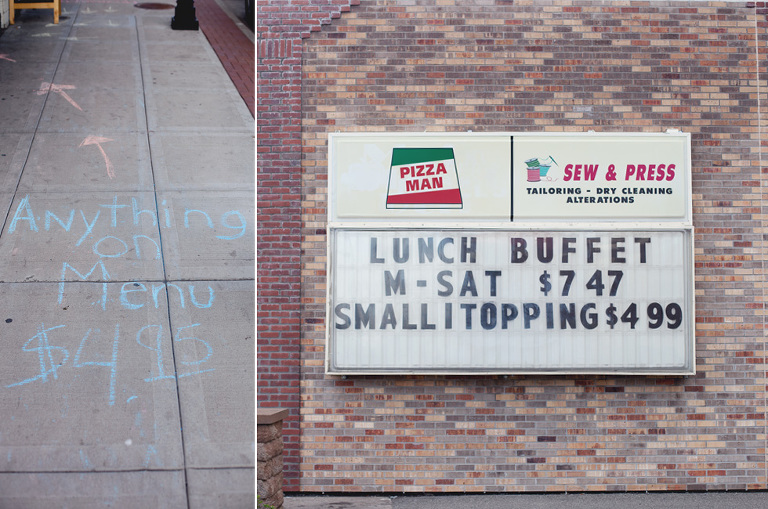 Anything
on
Menu
$4.95
PIZZA
MAN
SEW & PRESS
TAILORING - DRY CLEANING
ALTERATIONS
LUNCH BUFFET
M-SAT $7 47
SMALL1TOPPING$4 99